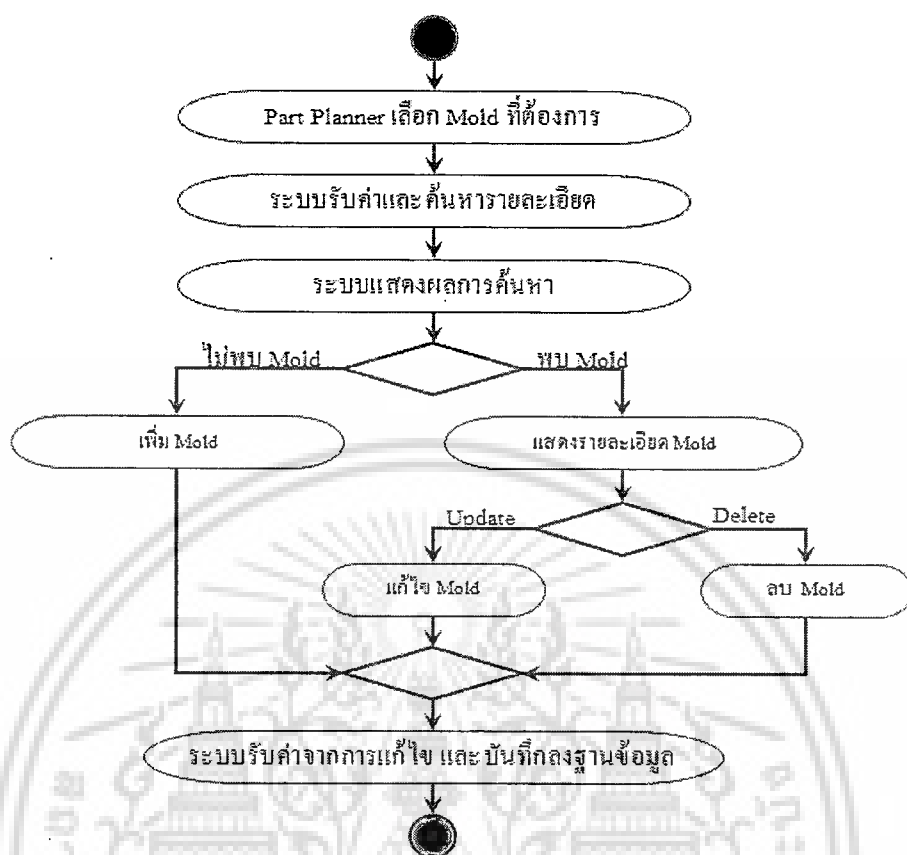 Part Planner เลือก Mold ที่ต้องการ
ระบบรับค่าและค้นหารายละเอียด
ระบบแสดงผลการค้นหา
ไม่พบ Mold
พบ Mold
เพิ่ม Mold
แสดงรายละเอียด Mold
Update
Delete
แก้ไข Mold
ลบ Mold
ระบบรับค่าจากการแก้ไข และบันทึกลงฐานข้อมูล